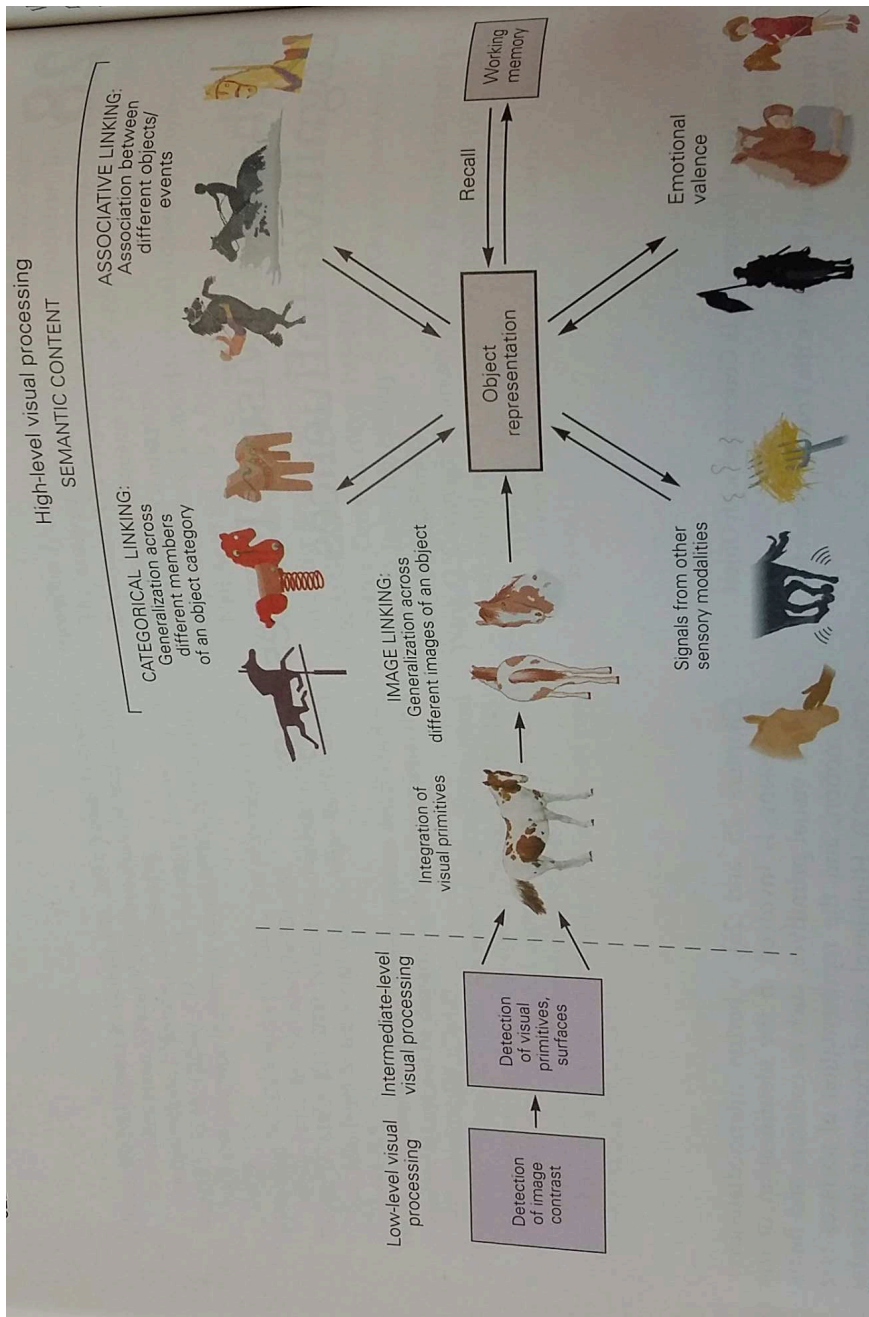 High-level visual processing
SEMANTIC CONTENT
CATEGORICAL LINKING:
Generalization across
different members
of an object category
ASSOCIATIVE LINKING:
Association between
different objects/
events
Low-level visual
processing
Intermediate-level
visual processing
Integration of
visual primitives
IMAGE LINKING:
Generalization across
different images of an object
Detection
of image
contrast
Detection
of visual
primitives,
surfaces
Object
representation
Recall
Working
memory
Signals from other
sensory modalities
Emotional
valence